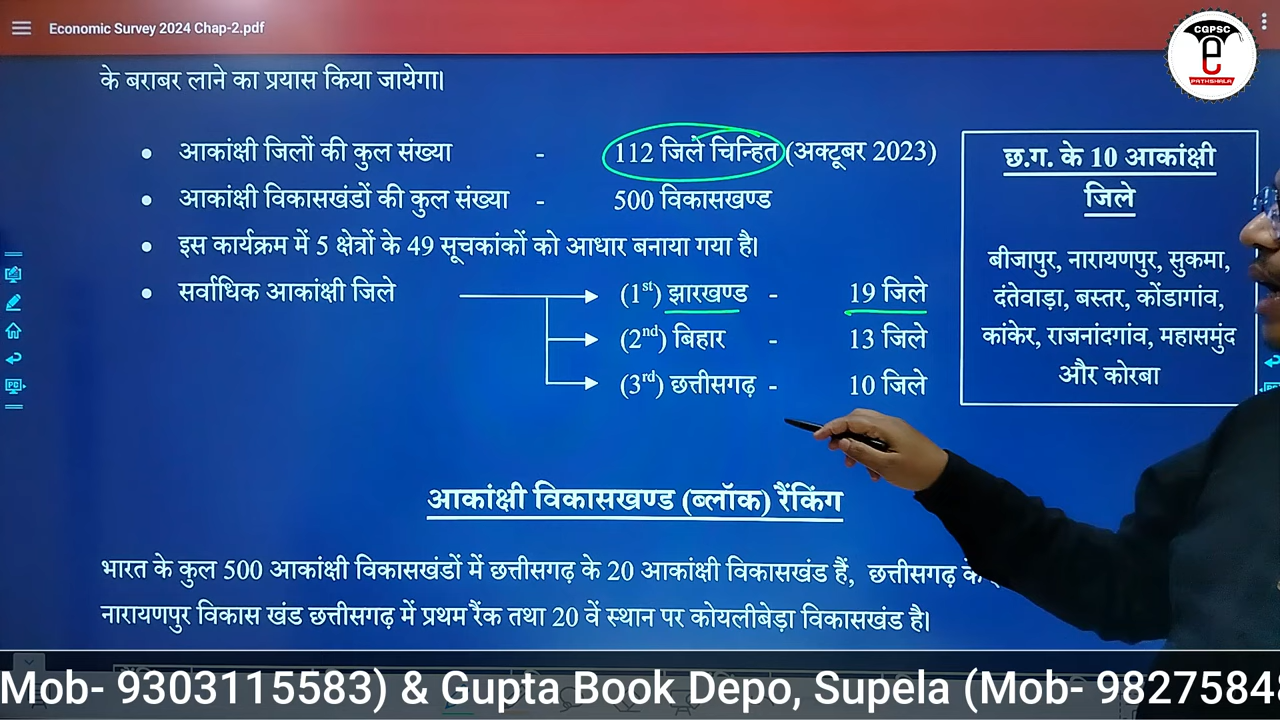 Economic Survey 2024 Chap-2.pdf
CGPSC
e
PATHSHALA
के बराबर लाने का प्रयास किया जायेगा।
• आकांक्षी जिलों की कुल संख्या - 112 जिले चिन्हित (अक्टूबर 2023)
• आकांक्षी विकासखंडों की कुल संख्या - 500 विकासखण्ड
• इस कार्यक्रम में 5 क्षेत्रों के 49 सूचकांकों को आधार बनाया गया है।
• सर्वाधिक आकांक्षी जिले
(1st) झारखण्ड - 19 जिले
(2nd) बिहार - 13 जिले
(3rd) छत्तीसगढ़ - 10 जिले
छ.ग. के 10 आकांक्षी
जिले
बीजापुर, नारायणपुर, सुकमा,
दंतेवाड़ा, बस्तर, कोंडागांव,
कांकेर, राजनांदगांव, महासमुंद
और कोरबा
आकांक्षी विकासखण्ड (ब्लॉक) रैंकिंग
भारत के कुल 500 आकांक्षी विकासखंडों में छत्तीसगढ़ के 20 आकांक्षी विकासखंड हैं, छत्तीसगढ़ के
नारायणपुर विकास खंड छत्तीसगढ़ में प्रथम रैंक तथा 20 वें स्थान पर कोयलीबेड़ा विकासखंड है।
Mob- 9303115583) & Gupta Book Depo, Supela (Mob- 9827584